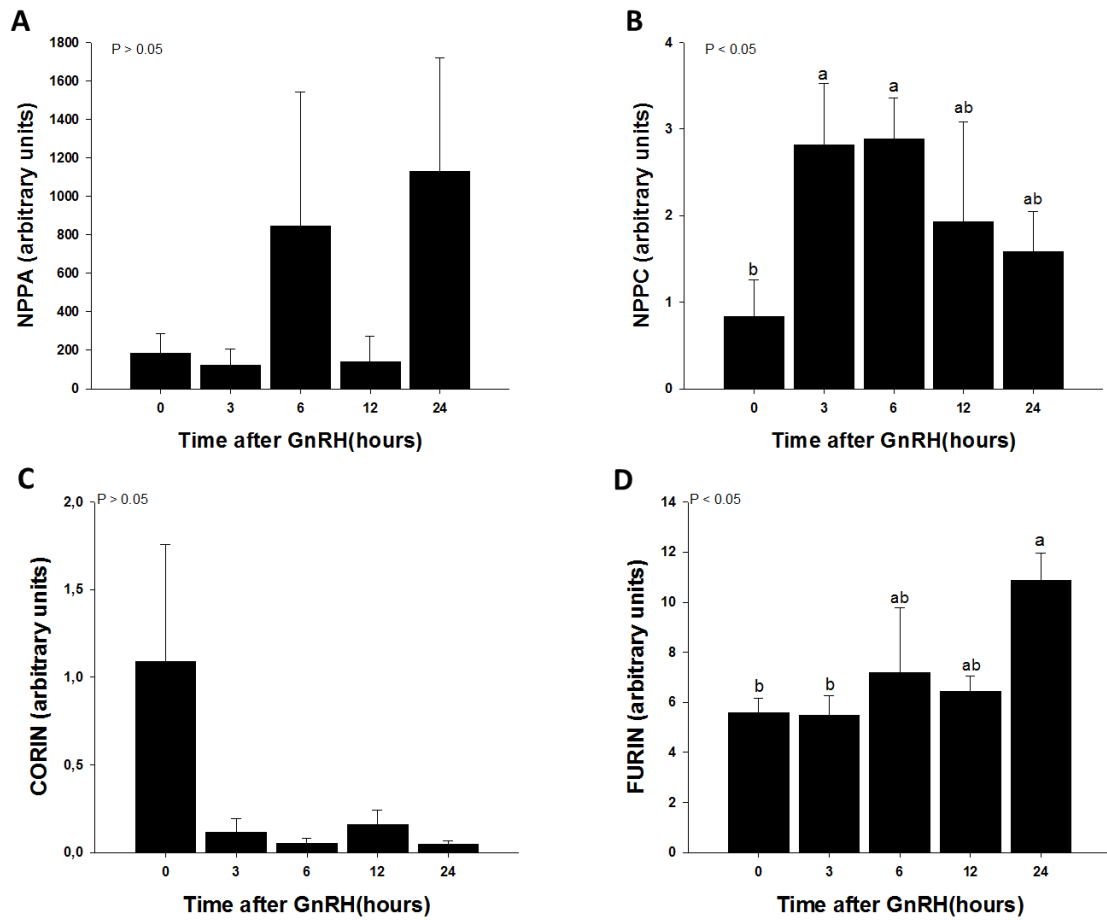 A
P > 0.05
1800
1600
1400
1200
1000
800
600
400
200
0
NPPA (arbitrary units)
0 3 6 12 24
Time after GnRH(hours)
B
P < 0.05
4
3
2
1
0
NPPC (arbitrary units)
b a a ab ab
0 3 6 12 24
Time after GnRH(hours)
C
P > 0.05
2,0
1,5
1,0
0,5
0,0
CORIN (arbitrary units)
0 3 6 12 24
Time after GnRH(hours)
D
P < 0.05
14
12
10
8
6
4
2
0
FURIN (arbitrary units)
b b ab ab a
0 3 6 12 24
Time after GnRH(hours)